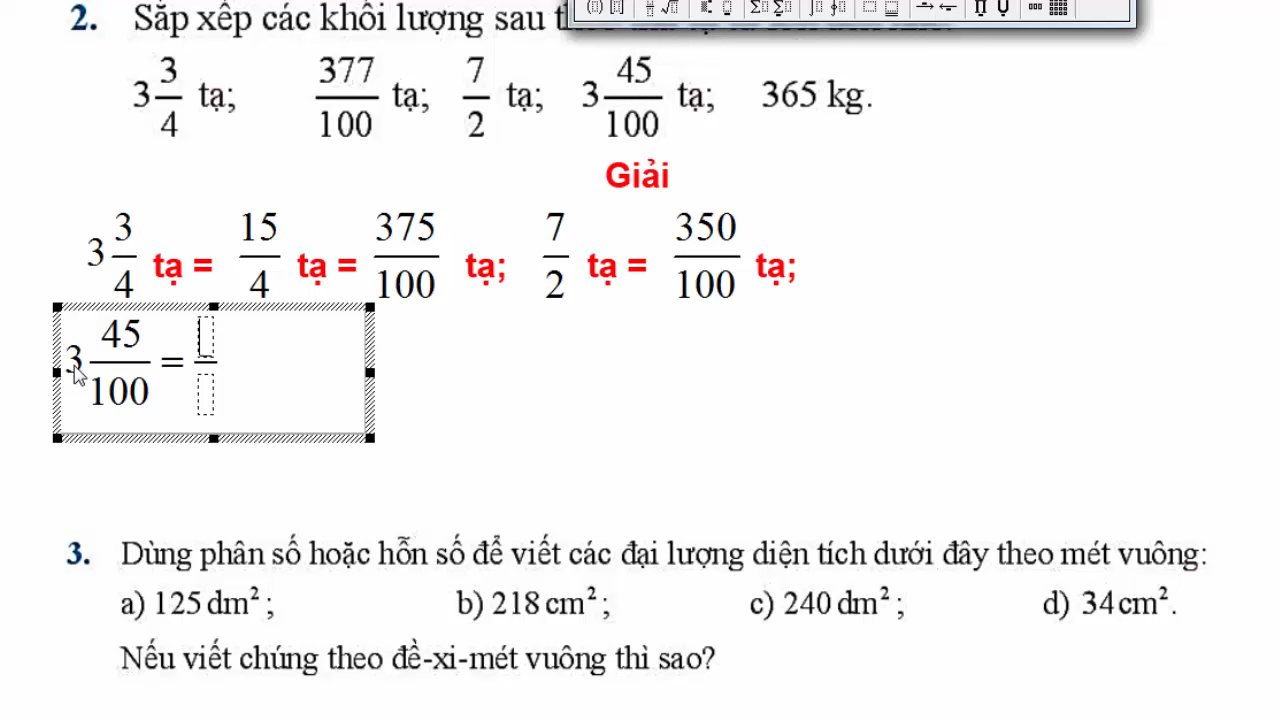 2. Sắp xếp các khối lượng sau
3 3/4 tạ; 377/100 tạ; 7/2 tạ; 3 45/100 tạ; 365 kg.
Giải
3 3/4 tạ = 15/4 tạ = 375/100 tạ; 7/2 tạ = 350/100 tạ;
3 45/100 =
3. Dùng phân số hoặc hỗn số để viết các đại lượng diện tích dưới đây theo mét vuông:
a) 125 dm²; b) 218 cm²; c) 240 dm²; d) 34 cm².
Nếu viết chúng theo đề-xi-mét vuông thì sao?